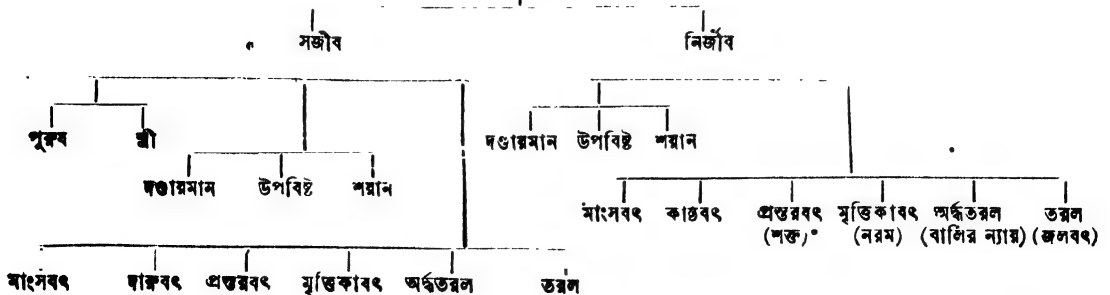 সজীব নির্জীব
পুরুষ স্ত্রী দণ্ডায়মান উপবিষ্ট শয়ান
দণ্ডায়মান উপবিষ্ট শয়ান
মাংসবৎ কাষ্ঠবৎ প্রস্তরবৎ মৃত্তিকাবৎ অর্দ্ধতরল তরল
(শক্ত) (নরম) (বালির ন্যায়) (জলবৎ)
মাংসবৎ দারুবৎ প্রস্তরবৎ মৃত্তিকাবৎ অর্দ্ধতরল তরল